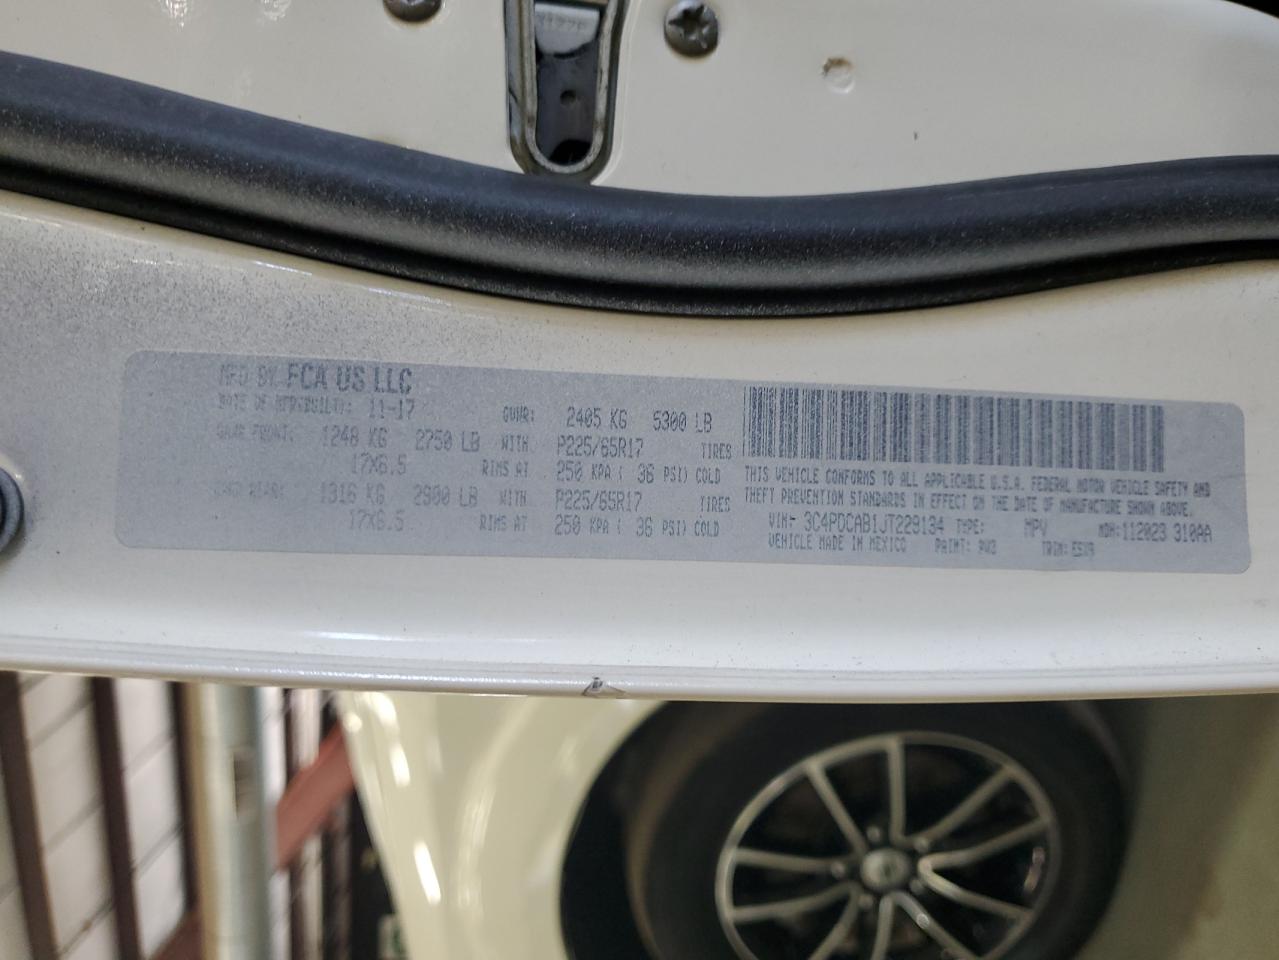 MFD BY FCA US LLC
DATE OF MFR(BUILT): 11-17 GVWR: 2405 KG 5300 LB
GAWR FRONT: 1248 KG 2750 LB WITH P225/65R17 TIRES
17X6.5 RIMS AT 250 KPA ( 36 PSI) COLD
GAWR REAR: 1316 KG 2900 LB WITH P225/65R17 TIRES
17X6.5 RIMS AT 250 KPA ( 36 PSI) COLD
THIS VEHICLE CONFORMS TO ALL APPLICABLE U.S.A. FEDERAL MOTOR VEHICLE SAFETY AND
THEFT PREVENTION STANDARDS IN EFFECT ON THE DATE OF MANUFACTURE SHOWN ABOVE.
VIN- 3C4PDCAB1JT229134 TYPE: MPV MDH:112023 310AA
VEHICLE MADE IN MEXICO PAINT: PW3 TRIM: